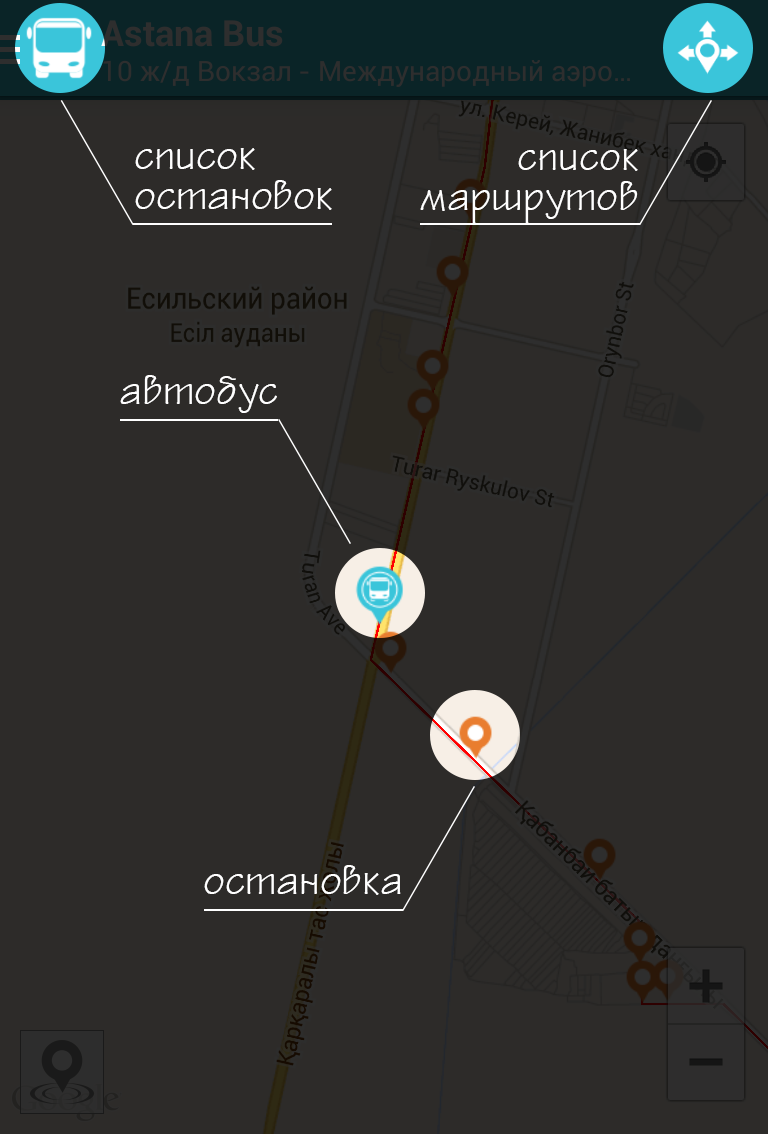 Astana Bus
10 ж/д Вокзал - Международный аэро...
ул. Керей, Жанибек ха
список
остановок
список
маршрутов
Есильский район
Есіл ауданы
Orynbor St
автобус
Turar Ryskulov St
Turan Ave
остановка
Қабанбай батыр Даңғылы
Қарқаралы тас жолы
Google